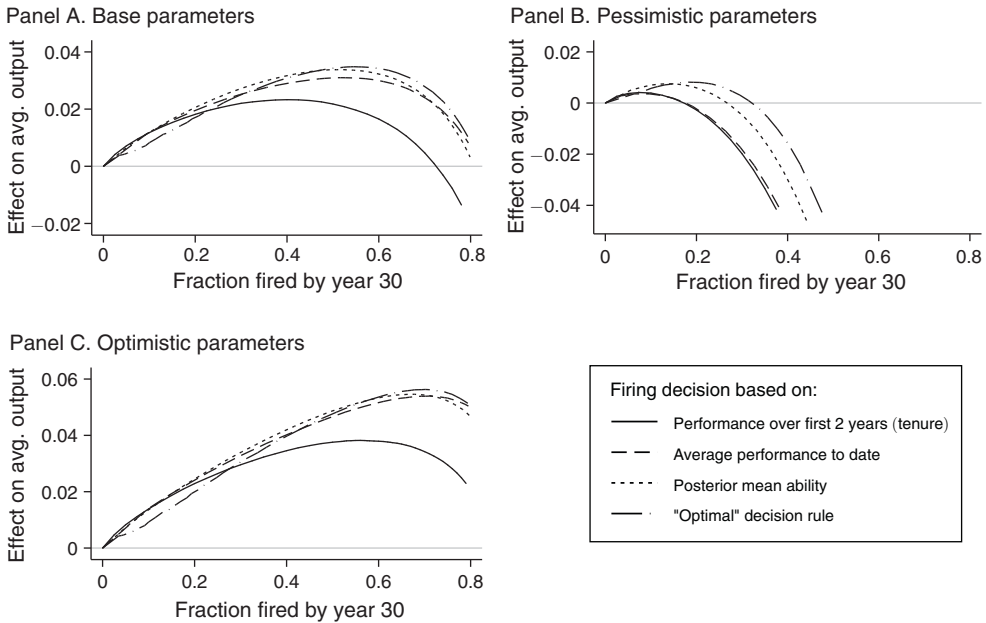 Panel A. Base parameters
Effect on avg. output
0.04
0.02
0
−0.02
0
0.2
0.4
0.6
0.8
Fraction fired by year 30
Panel B. Pessimistic parameters
Effect on avg. output
0.02
0
−0.02
−0.04
0
0.2
0.4
0.6
0.8
Fraction fired by year 30
Panel C. Optimistic parameters
Effect on avg. output
0.06
0.04
0.02
0
0
0.2
0.4
0.6
0.8
Fraction fired by year 30
Firing decision based on:
Performance over first 2 years (tenure)
Average performance to date
Posterior mean ability
"Optimal" decision rule